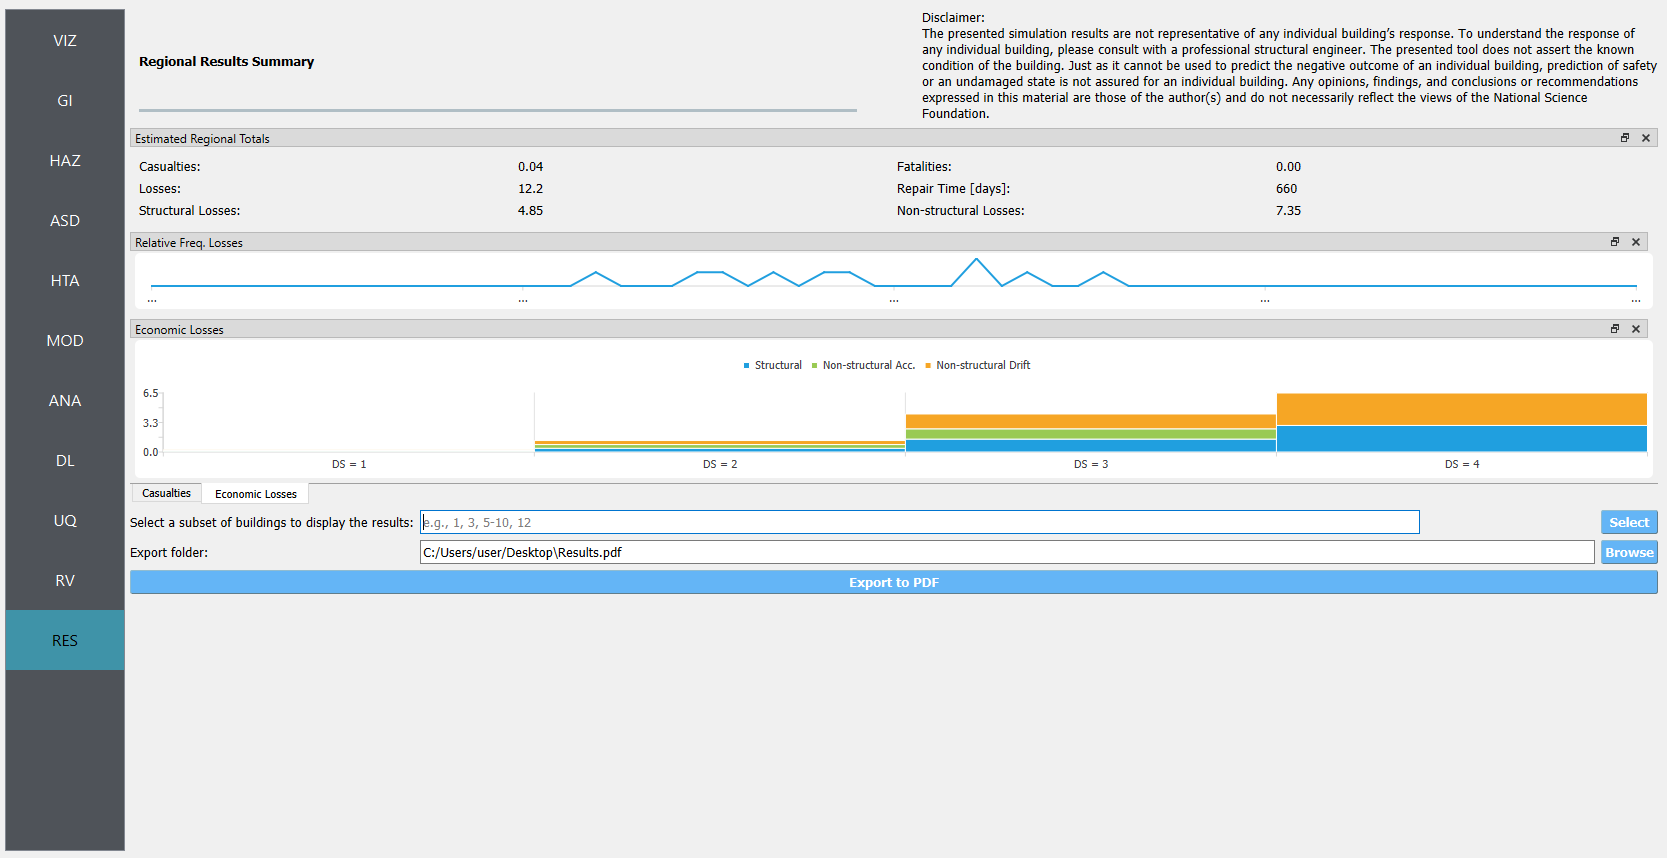 VIZ
GI
HAZ
ASD
HTA
MOD
ANA
DL
UQ
RV
RES
Regional Results Summary
Disclaimer:
The presented simulation results are not representative of any individual building's response. To understand the response of
any individual building, please consult with a professional structural engineer. The presented tool does not assert the known
condition of the building. Just as it cannot be used to predict the negative outcome of an individual building, prediction of safety
or an undamaged state is not assured for an individual building. Any opinions, findings, and conclusions or recommendations
expressed in this material are those of the author(s) and do not necessarily reflect the views of the National Science
Foundation.
Estimated Regional Totals
Casualties: 0.04 Fatalities: 0.00
Losses: 12.2 Repair Time [days]: 660
Structural Losses: 4.85 Non-structural Losses: 7.35
Relative Freq. Losses
... ... ... ... ...
Economic Losses
Structural Non-structural Acc. Non-structural Drift
6.5
3.3
0.0
DS = 1 DS = 2 DS = 3 DS = 4
Casualties Economic Losses
Select a subset of buildings to display the results: e.g., 1, 3, 5-10, 12 Select
Export folder: C:/Users/user/Desktop\Results.pdf Browse
Export to PDF